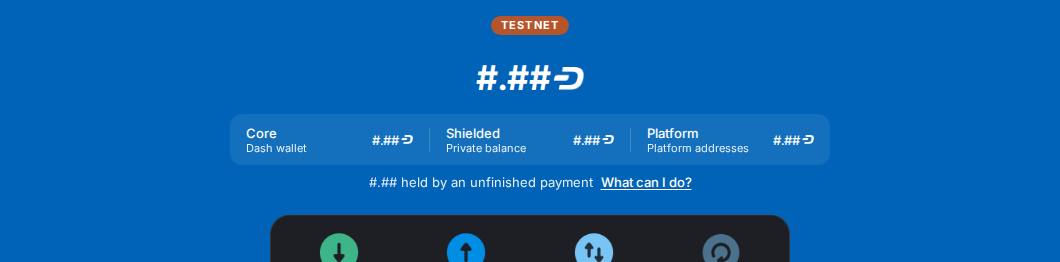 TESTNET
#.##
Core
Dash wallet
#.##
Shielded
Private balance
#.##
Platform
Platform addresses
#.##
#.## held by an unfinished payment What can I do?